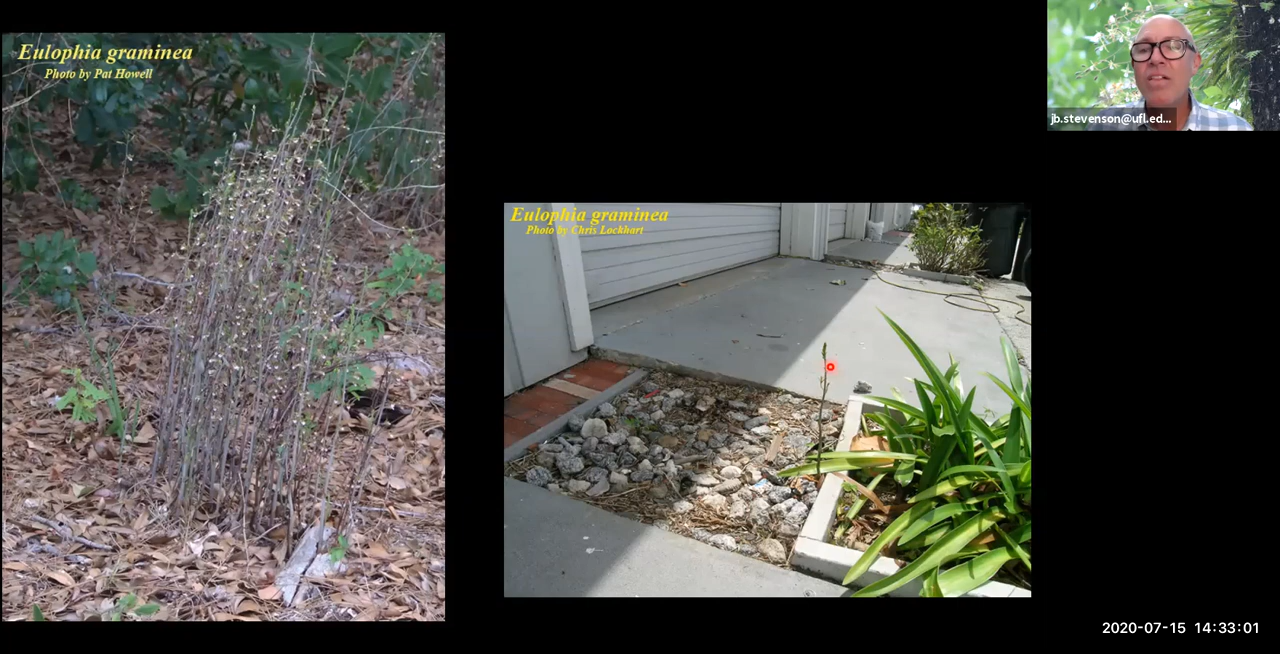 Eulophia graminea
Photo by Pat Howell
Eulophia graminea
Photo by Chris Lockhart
jb.stevenson@ufl.ed...
2020-07-15 14:33:01